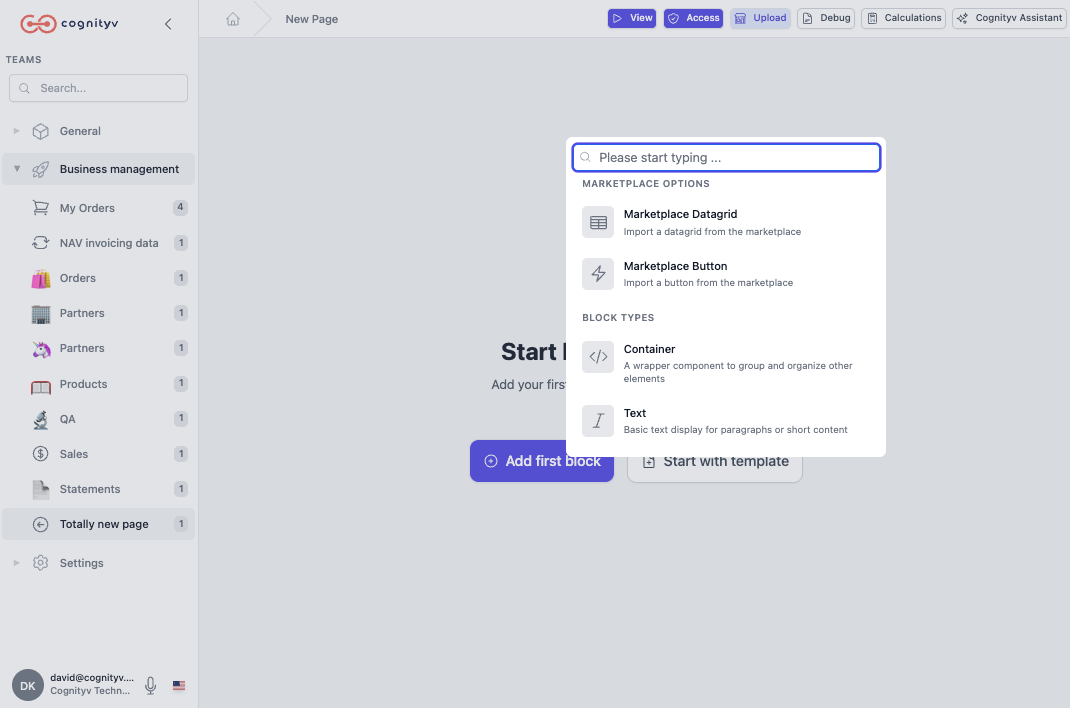 cognityv
New Page
View
Access
Upload
Debug
Calculations
Cognityv Assistant
TEAMS
Search...
General
Business management
My Orders 4
NAV invoicing data 1
Orders 1
Partners 1
Partners 1
Products 1
QA 1
Sales 1
Statements 1
Totally new page 1
Settings
DK
david@cognityv....
Cognityv Techn...
Please start typing ...
MARKETPLACE OPTIONS
Marketplace Datagrid
Import a datagrid from the marketplace
Marketplace Button
Import a button from the marketplace
BLOCK TYPES
Container
A wrapper component to group and organize other
elements
Text
Basic text display for paragraphs or short content
Start
Add your first
Add first block
Start with template